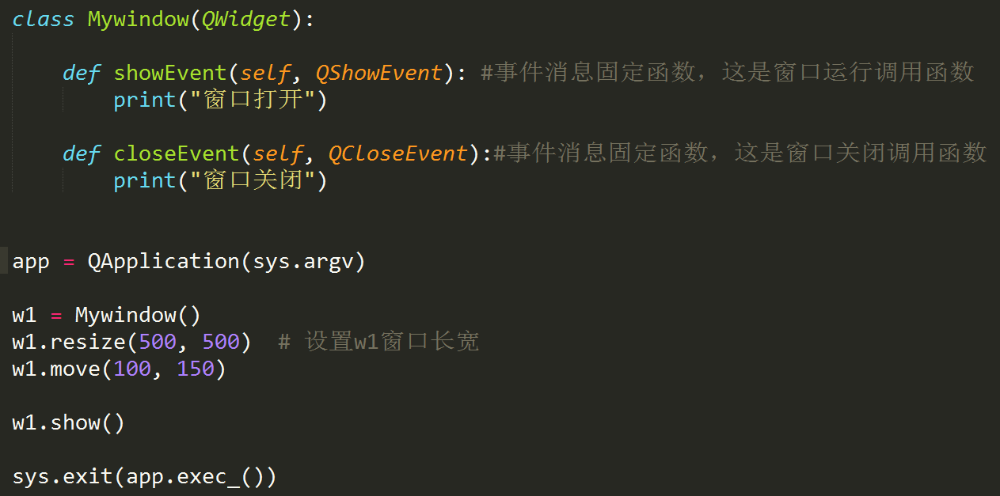 class Mywindow(QWidget):
def showEvent(self, QShowEvent): #事件消息固定函数，这是窗口运行调用函数
print("窗口打开")
def closeEvent(self, QCloseEvent):#事件消息固定函数，这是窗口关闭调用函数
print("窗口关闭")
app = QApplication(sys.argv)
w1 = Mywindow()
w1.resize(500, 500)  # 设置w1窗口长宽
w1.move(100, 150)
w1.show()
sys.exit(app.exec_())